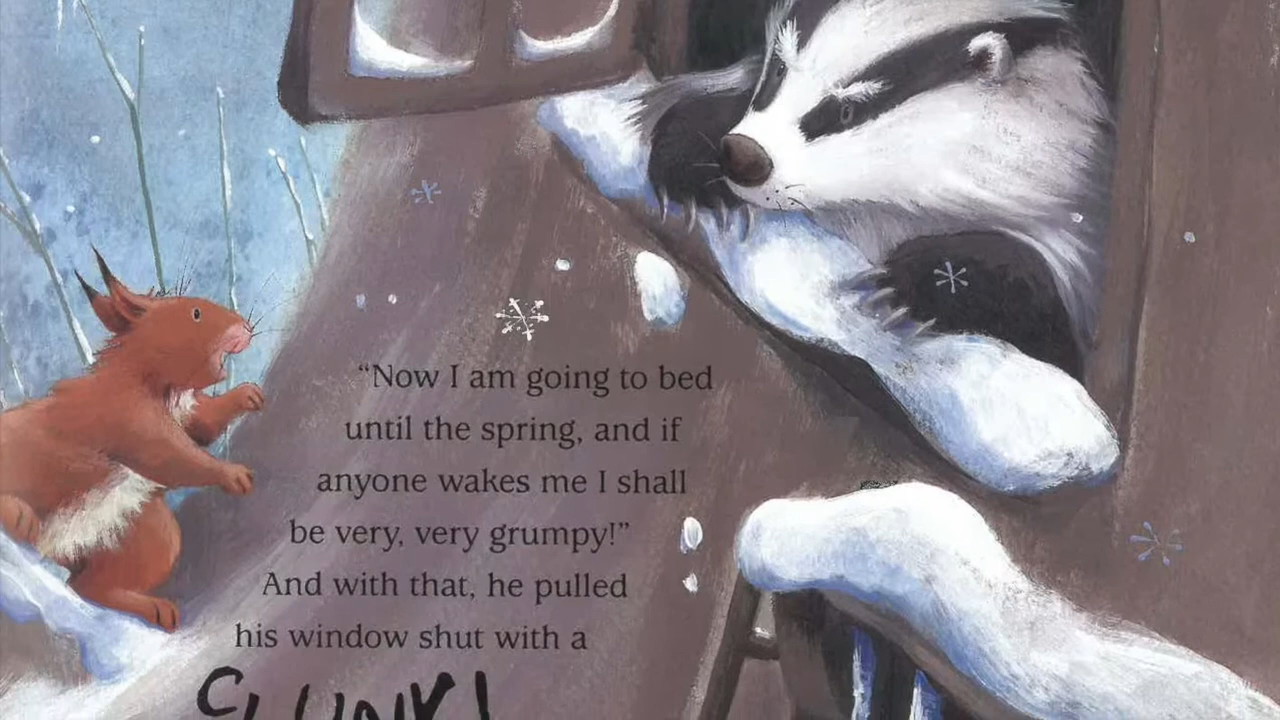 “Now I am going to bed
until the spring, and if
anyone wakes me I shall
be very, very grumpy!”
And with that, he pulled
his window shut with a
CLUNK!